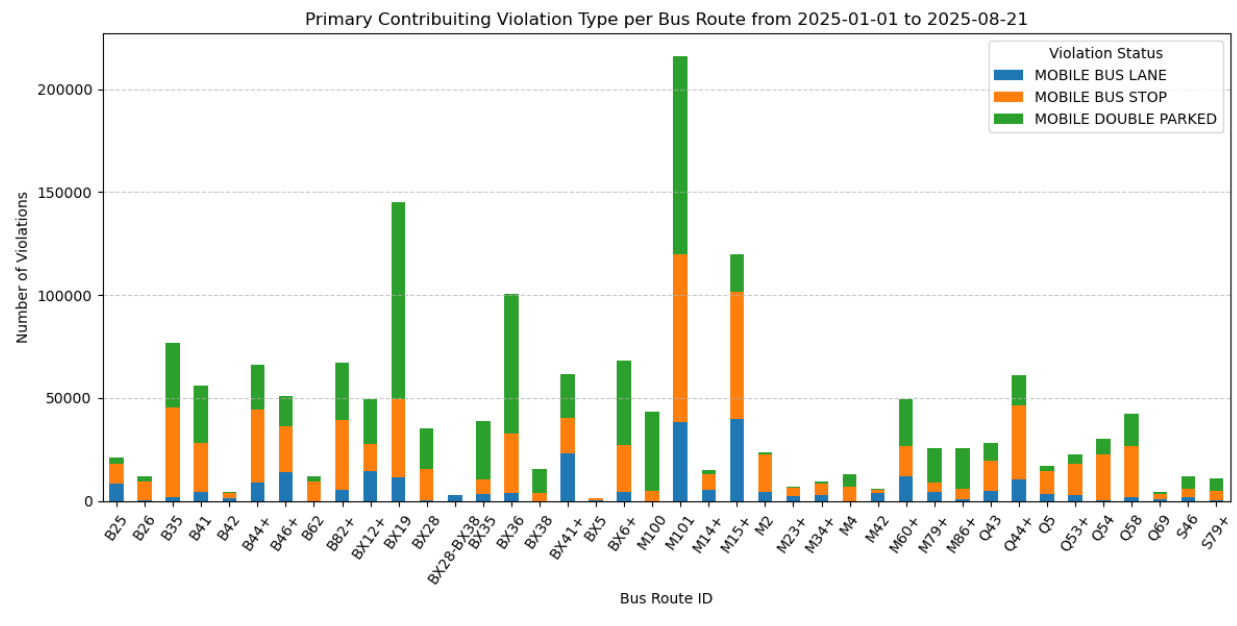 Primary Contribuiting Violation Type per Bus Route from 2025-01-01 to 2025-08-21
Violation Status
MOBILE BUS LANE
MOBILE BUS STOP
MOBILE DOUBLE PARKED
Number of Violations
200000
150000
100000
50000
0
B25
B26
B35
B41
B42
B44+
B46+
B62
B82+
BX12+
BX19
BX28
BX28-BX38
BX35
BX36
BX38
BX41+
BX5
BX6+
M100
M101
M14+
M15+
M2
M23+
M34+
M4
M42
M60+
M79+
M86+
Q43
Q44+
Q5
Q53+
Q54
Q58
Q69
S46
S79+
Bus Route ID